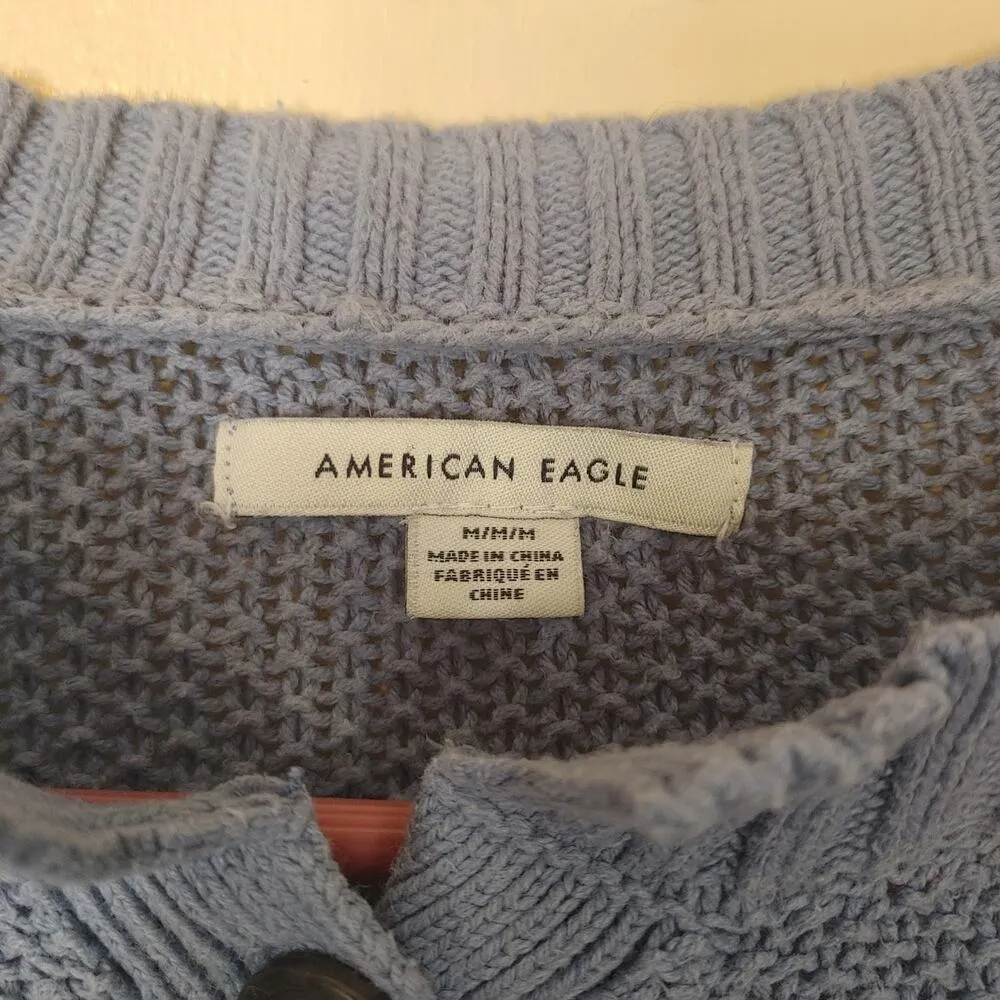 AMERICAN EAGLE
M/M/M
MADE IN CHINA
FABRIQUÉ EN
CHINE